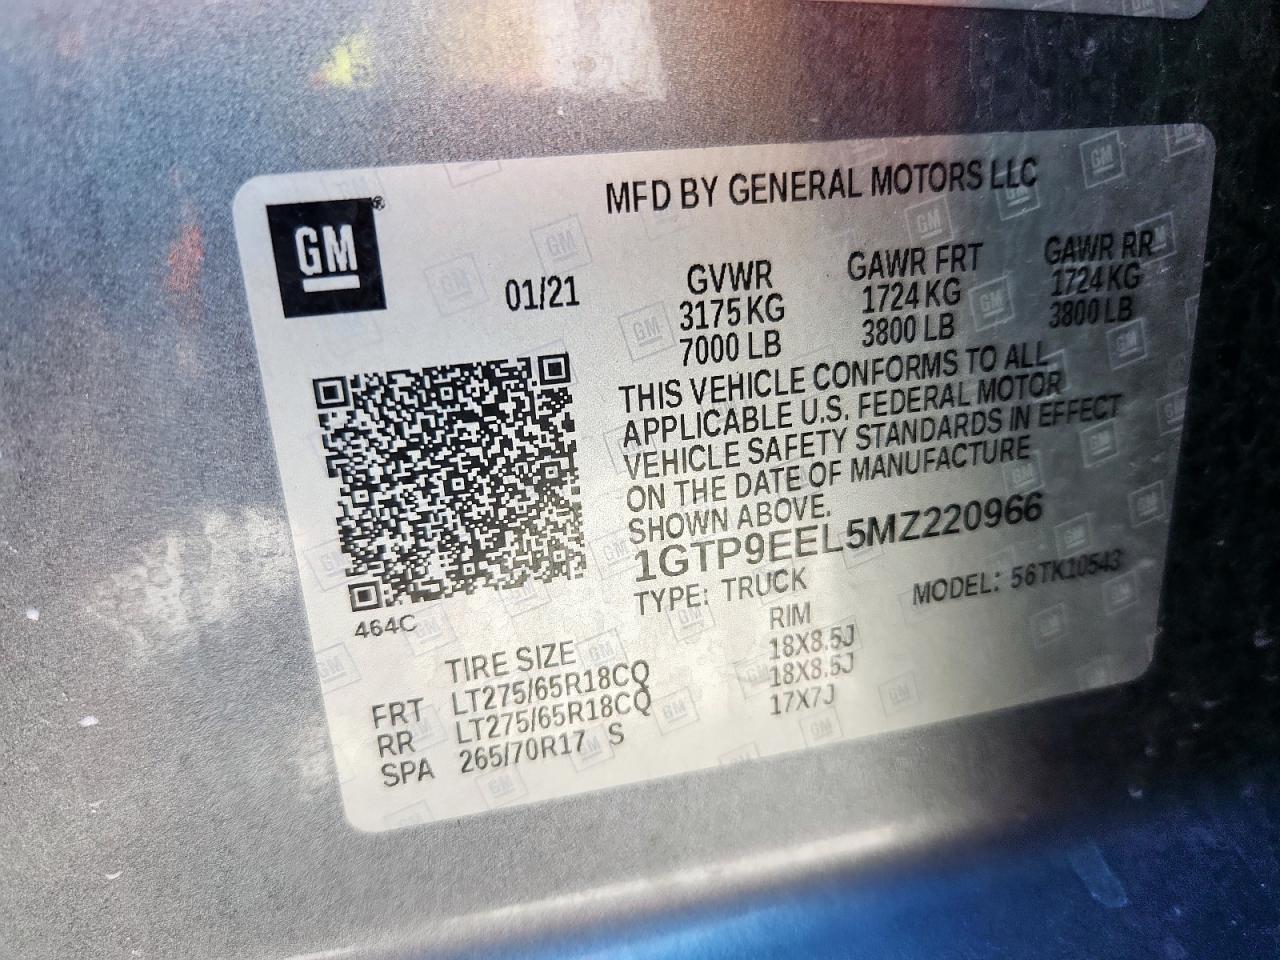 GM®
MFD BY GENERAL MOTORS LLC
01/21
GVWR
3175 KG
7000 LB
GAWR FRT
1724 KG
3800 LB
GAWR RR
1724 KG
3800 LB
THIS VEHICLE CONFORMS TO ALL
APPLICABLE U.S. FEDERAL MOTOR
VEHICLE SAFETY STANDARDS IN EFFECT
ON THE DATE OF MANUFACTURE
SHOWN ABOVE.
1GTP9EEL5MZ220966
TYPE: TRUCK MODEL: 56TK10543
464C
TIRE SIZE RIM
FRT LT275/65R18CQ 18X8.5J
RR LT275/65R18CQ 18X8.5J
SPA 265/70R17 S 17X7J